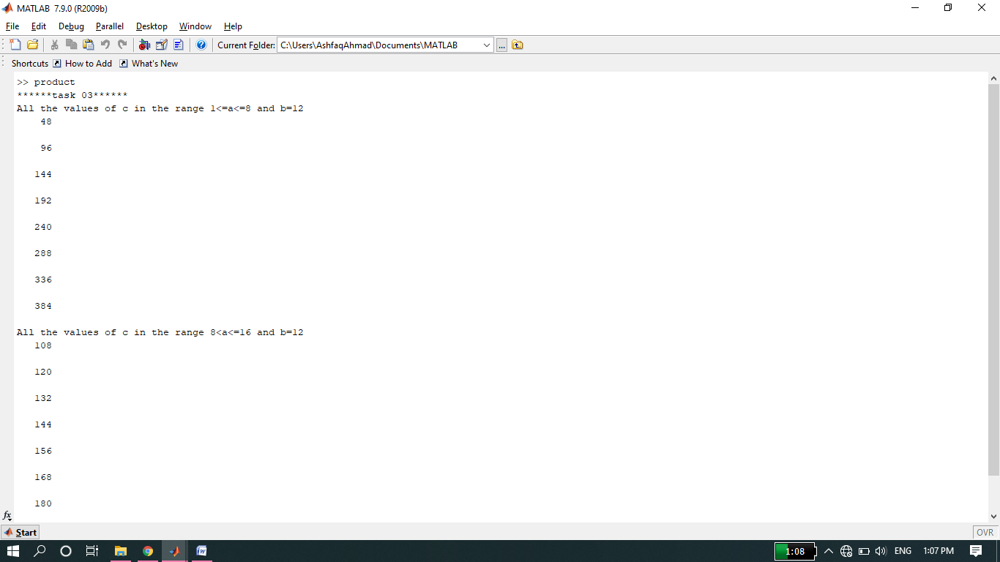 MATLAB 7.9.0 (R2009b)
File Edit Debug Parallel Desktop Window Help
Current Folder: C:\Users\AshfaqAhmad\Documents\MATLAB ...
Shortcuts How to Add What's New
>> product
******task 03******
All the values of c in the range 1<=a<=8 and b=12
48
96
144
192
240
288
336
384
All the values of c in the range 8<a<=16 and b=12
108
120
132
144
156
168
180
fx
Start OVR
1:08 ENG 1:07 PM